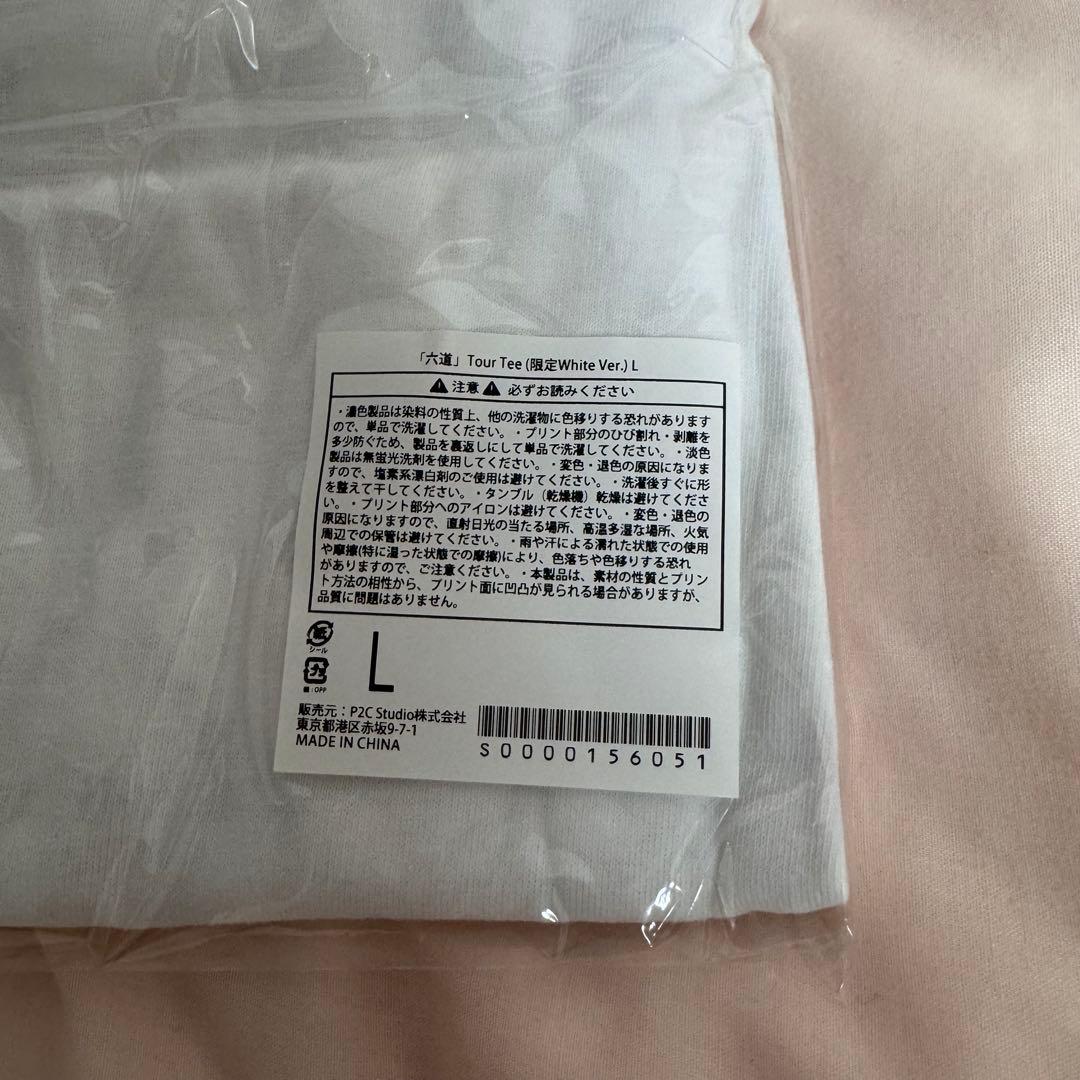 「六道」Tour Tee (限定White Ver.) L
注意 必ずお読みください
・濃色製品は染料の性質上、他の洗濯物に色移りする恐れがあります
ので、単品で洗濯してください。・プリント部分のひび割れ・剥離を
多少防ぐため、製品を裏返しにして単品で洗濯してください。・淡色
製品は無蛍光洗剤を使用してください。・変色・退色の原因になりま
すので、塩素系漂白剤のご使用は避けてください。・洗濯後すぐに形
を整えて干してください。・タンブル（乾燥機）乾燥は避けてくださ
い。・プリント部分へのアイロンは避けてください。・変色・退色の
原因になりますので、直射日光の当たる場所、高温多湿な場所、火気
周辺での保管は避けてください。・雨や汗による濡れた状態での使用
や摩擦(特に湿った状態での摩擦)により、色落ちや色移りする恐れ
がありますので、ご注意ください。・本製品は、素材の性質とプリン
ト方法の相性から、プリント面に凹凸が見られる場合がありますが、
品質に問題はありません。
紙
シール
プラ
袋：OPP
L
販売元：P2C Studio株式会社
東京都港区赤坂9-7-1
MADE IN CHINA
S0000156051